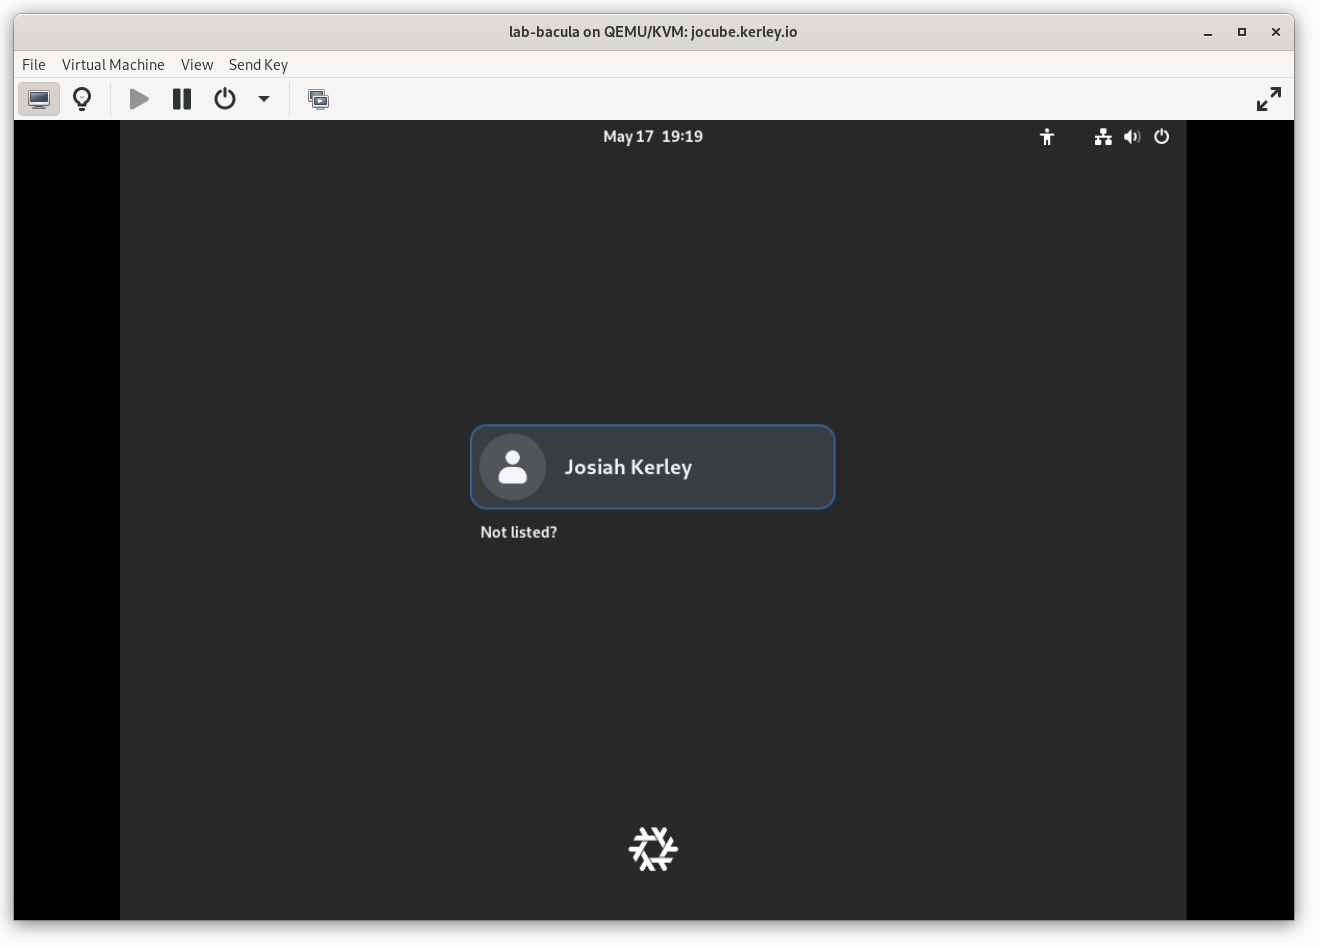 lab-bacula on QEMU/KVM: jocube.kerley.io
File Virtual Machine View Send Key
May 17 19:19
Josiah Kerley
Not listed?